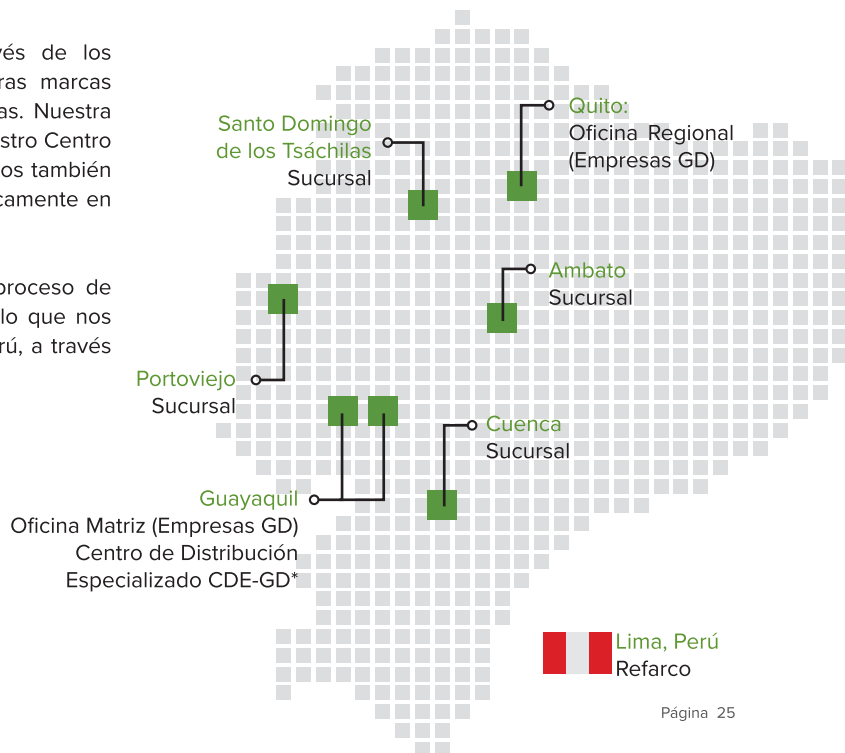 vés de los
ras marcas
as. Nuestra
stro Centro
os también
camente en
proceso de
lo que nos
rú, a través
Santo Domingo
de los Tsáchilas
Sucursal
Quito:
Oficina Regional
(Empresas GD)
Ambato
Sucursal
Portoviejo
Sucursal
Cuenca
Sucursal
Guayaquil
Oficina Matriz (Empresas GD)
Centro de Distribución
Especializado CDE-GD*
Lima, Perú
Refarco
Página 25